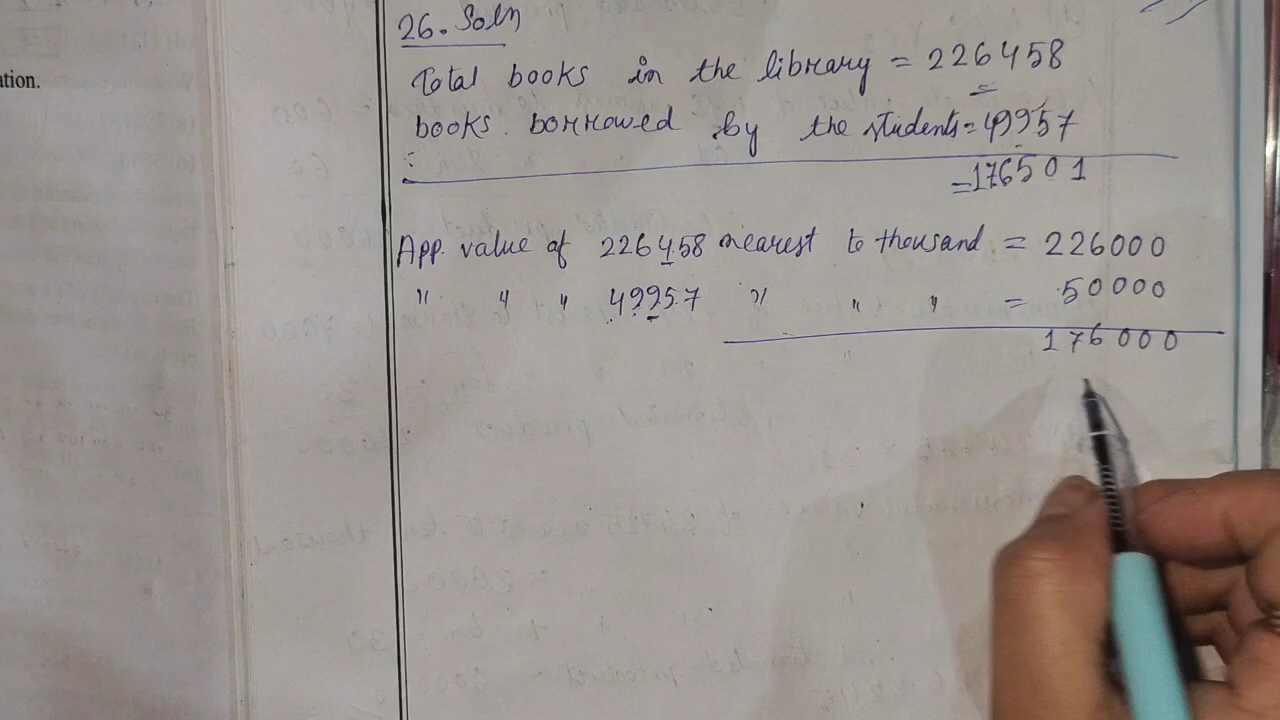 ation.
26. Soln
Total books in the library = 226458
books borrowed by the students = 49957
= 176501
App. value of 226458 nearest to thousand = 226000
" " " 49957 " " " = 50000
176000